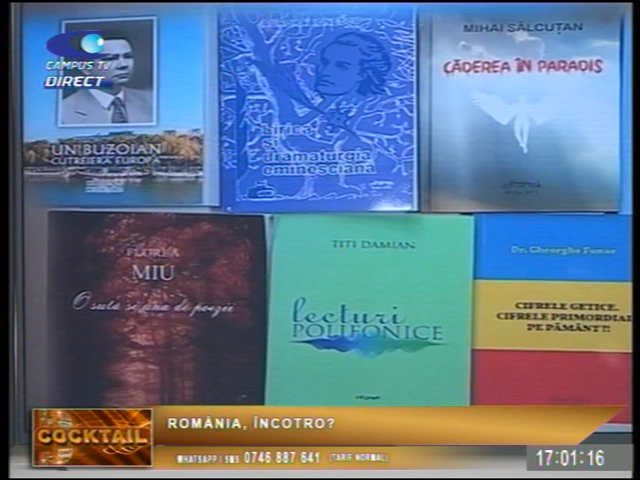 CAMPUS TV
DIRECT
UN BUZOIAN
CUTREIERĂ EUROPA
Lirica
și
dramaturgia
eminesciană
MIHAI SĂLCUȚAN
CĂDEREA ÎN PARADIS
FLOREA
MIU
O sută și una de poezii
TITI DAMIAN
lecturi
POLIFONICE
Dr. Gheorghe Funar
CIFRELE GETICE,
CIFRELE PRIMORDIALE
PE PĂMÂNT?!
COCKTAIL
ROMÂNIA, ÎNCOTRO?
WHATSAPP / SMS 0746 887 641 (TARIF NORMAL)
17:01:16